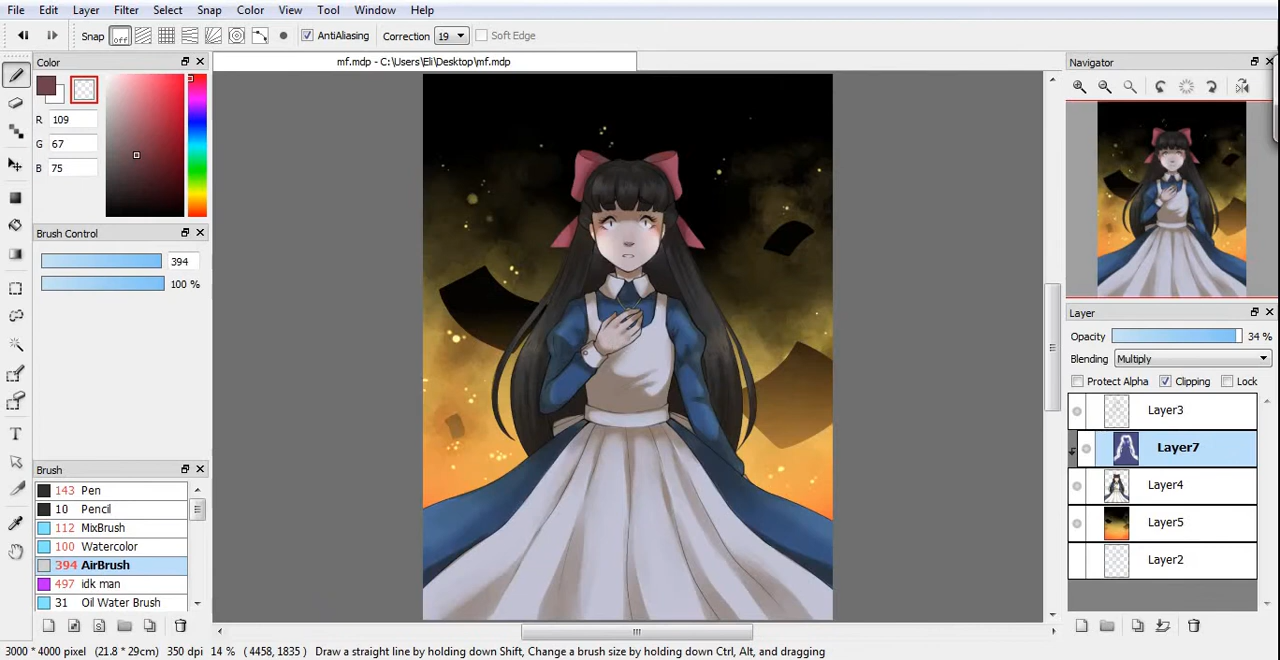 File Edit Layer Filter Select Snap Color View Tool Window Help
Snap off AntiAliasing Correction 19 Soft Edge
Color
mf.mdp - C:\Users\Eli\Desktop\mf.mdp
Navigator
R 109
G 67
B 75
Brush Control
394
100 %
Layer
Opacity 34 %
Blending Multiply
Protect Alpha Clipping Lock
Layer3
Layer7
Layer4
Layer5
Layer2
Brush
143 Pen
10 Pencil
112 MixBrush
100 Watercolor
394 AirBrush
497 idk man
31 Oil Water Brush
3000 * 4000 pixel (21.8 * 29cm) 350 dpi 14 % (4458, 1835) Draw a straight line by holding down Shift, Change a brush size by holding down Ctrl, Alt, and dragging